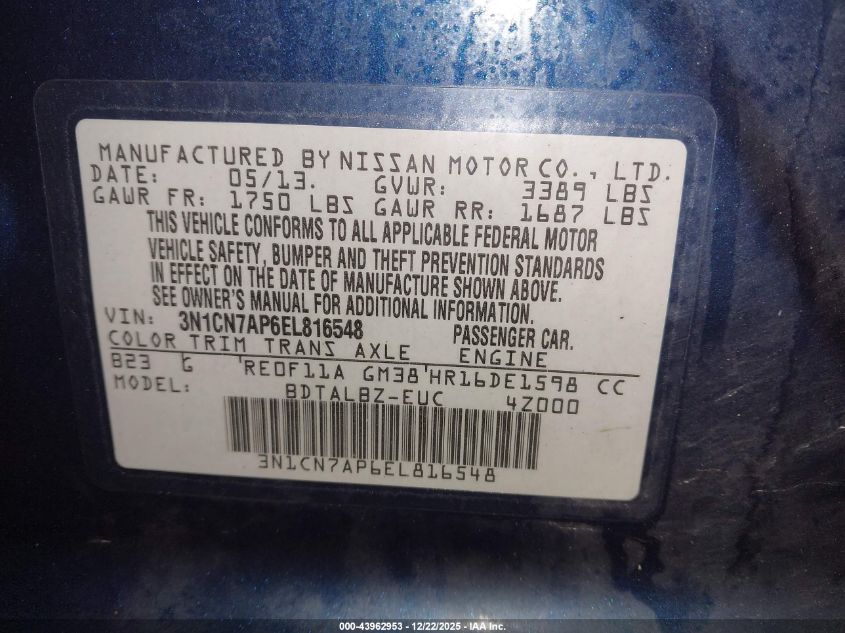 MANUFACTURED BY NISSAN MOTOR CO., LTD.
DATE: 05/13. GVWR: 3389 LBS
GAWR FR: 1750 LBS GAWR RR: 1687 LBS
THIS VEHICLE CONFORMS TO ALL APPLICABLE FEDERAL MOTOR
VEHICLE SAFETY, BUMPER AND THEFT PREVENTION STANDARDS
IN EFFECT ON THE DATE OF MANUFACTURE SHOWN ABOVE.
SEE OWNER'S MANUAL FOR ADDITIONAL INFORMATION.
VIN: 3N1CN7AP6EL816548 PASSENGER CAR.
COLOR TRIM TRANS AXLE ENGINE
B23 G 'RE0F11A GM38'HR16DE1598 CC
MODEL: BDTALBZ-EUC 4Z000
3N1CN7AP6EL816548
000-43962953 - 12/22/2025 - IAA Inc.